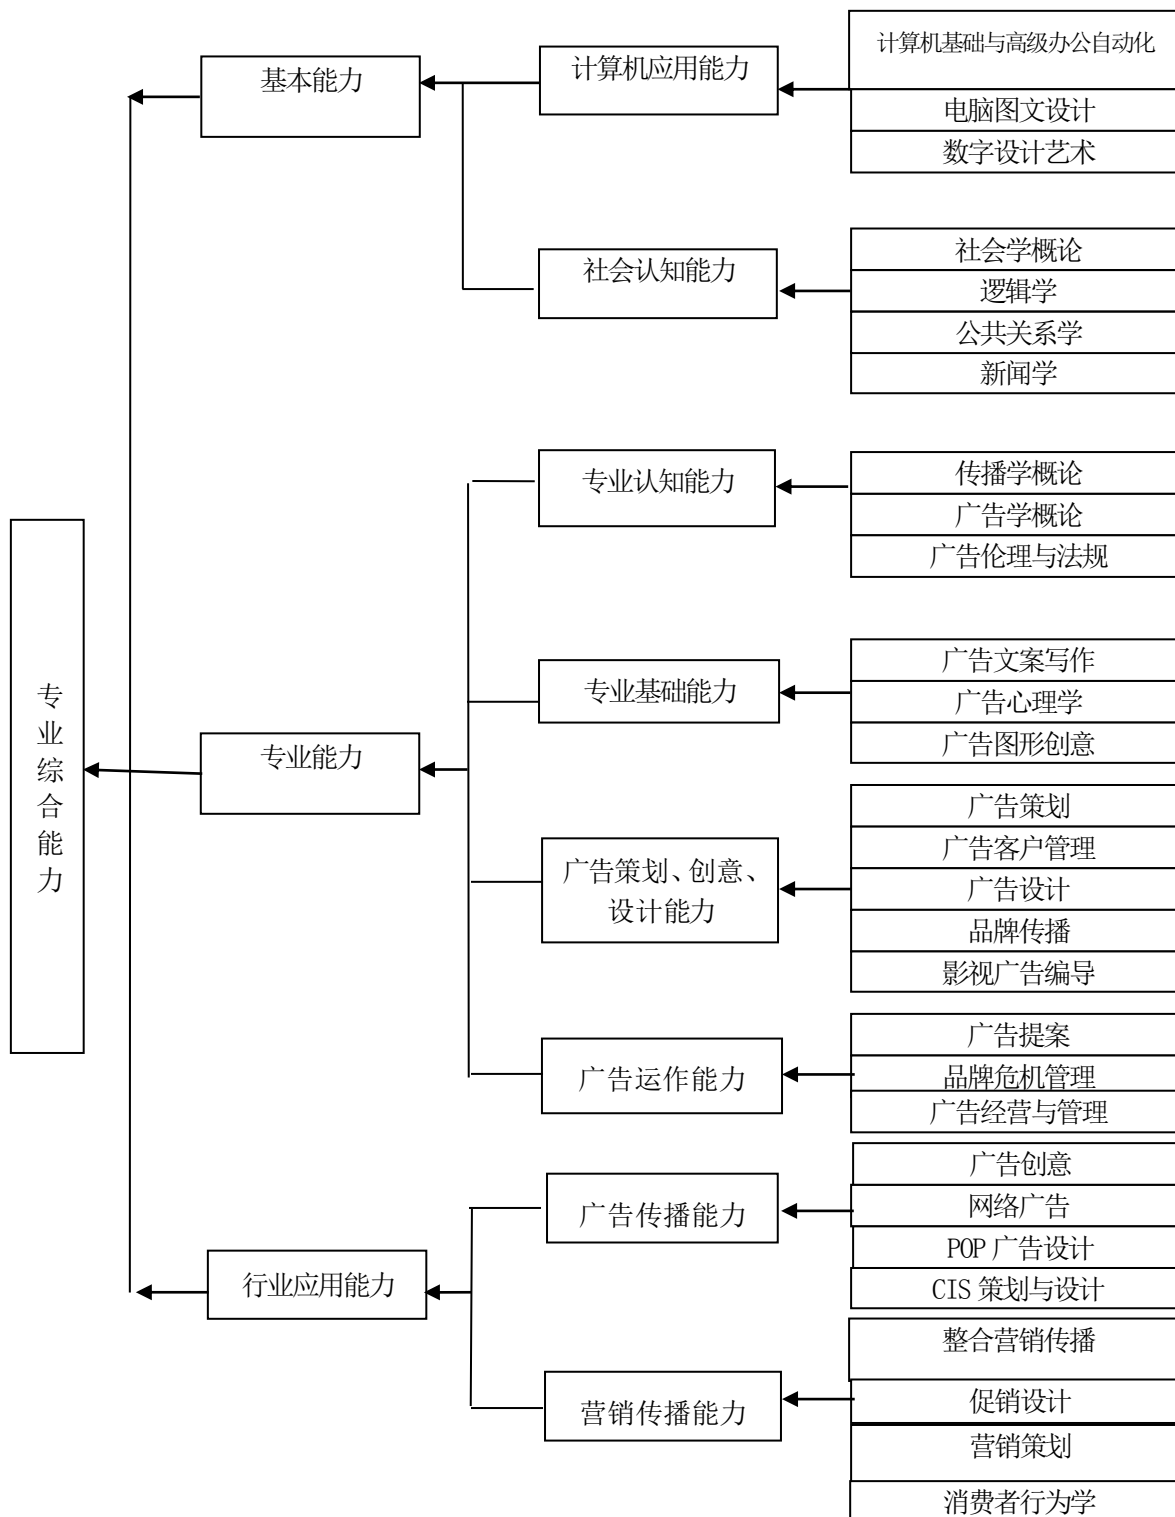 计算机基础与高级办公自动化
基本能力
计算机应用能力
电脑图文设计
数字设计艺术
社会认知能力
社会学概论
逻辑学
公共关系学
新闻学
专业认知能力
传播学概论
广告学概论
广告伦理与法规
专业综合能力
专业能力
专业基础能力
广告文案写作
广告心理学
广告图形创意
广告策划、创意、
设计能力
广告策划
广告客户管理
广告设计
品牌传播
影视广告编导
广告运作能力
广告提案
品牌危机管理
广告经营与管理
行业应用能力
广告传播能力
广告创意
网络广告
POP 广告设计
CIS 策划与设计
营销传播能力
整合营销传播
促销设计
营销策划
消费者行为学